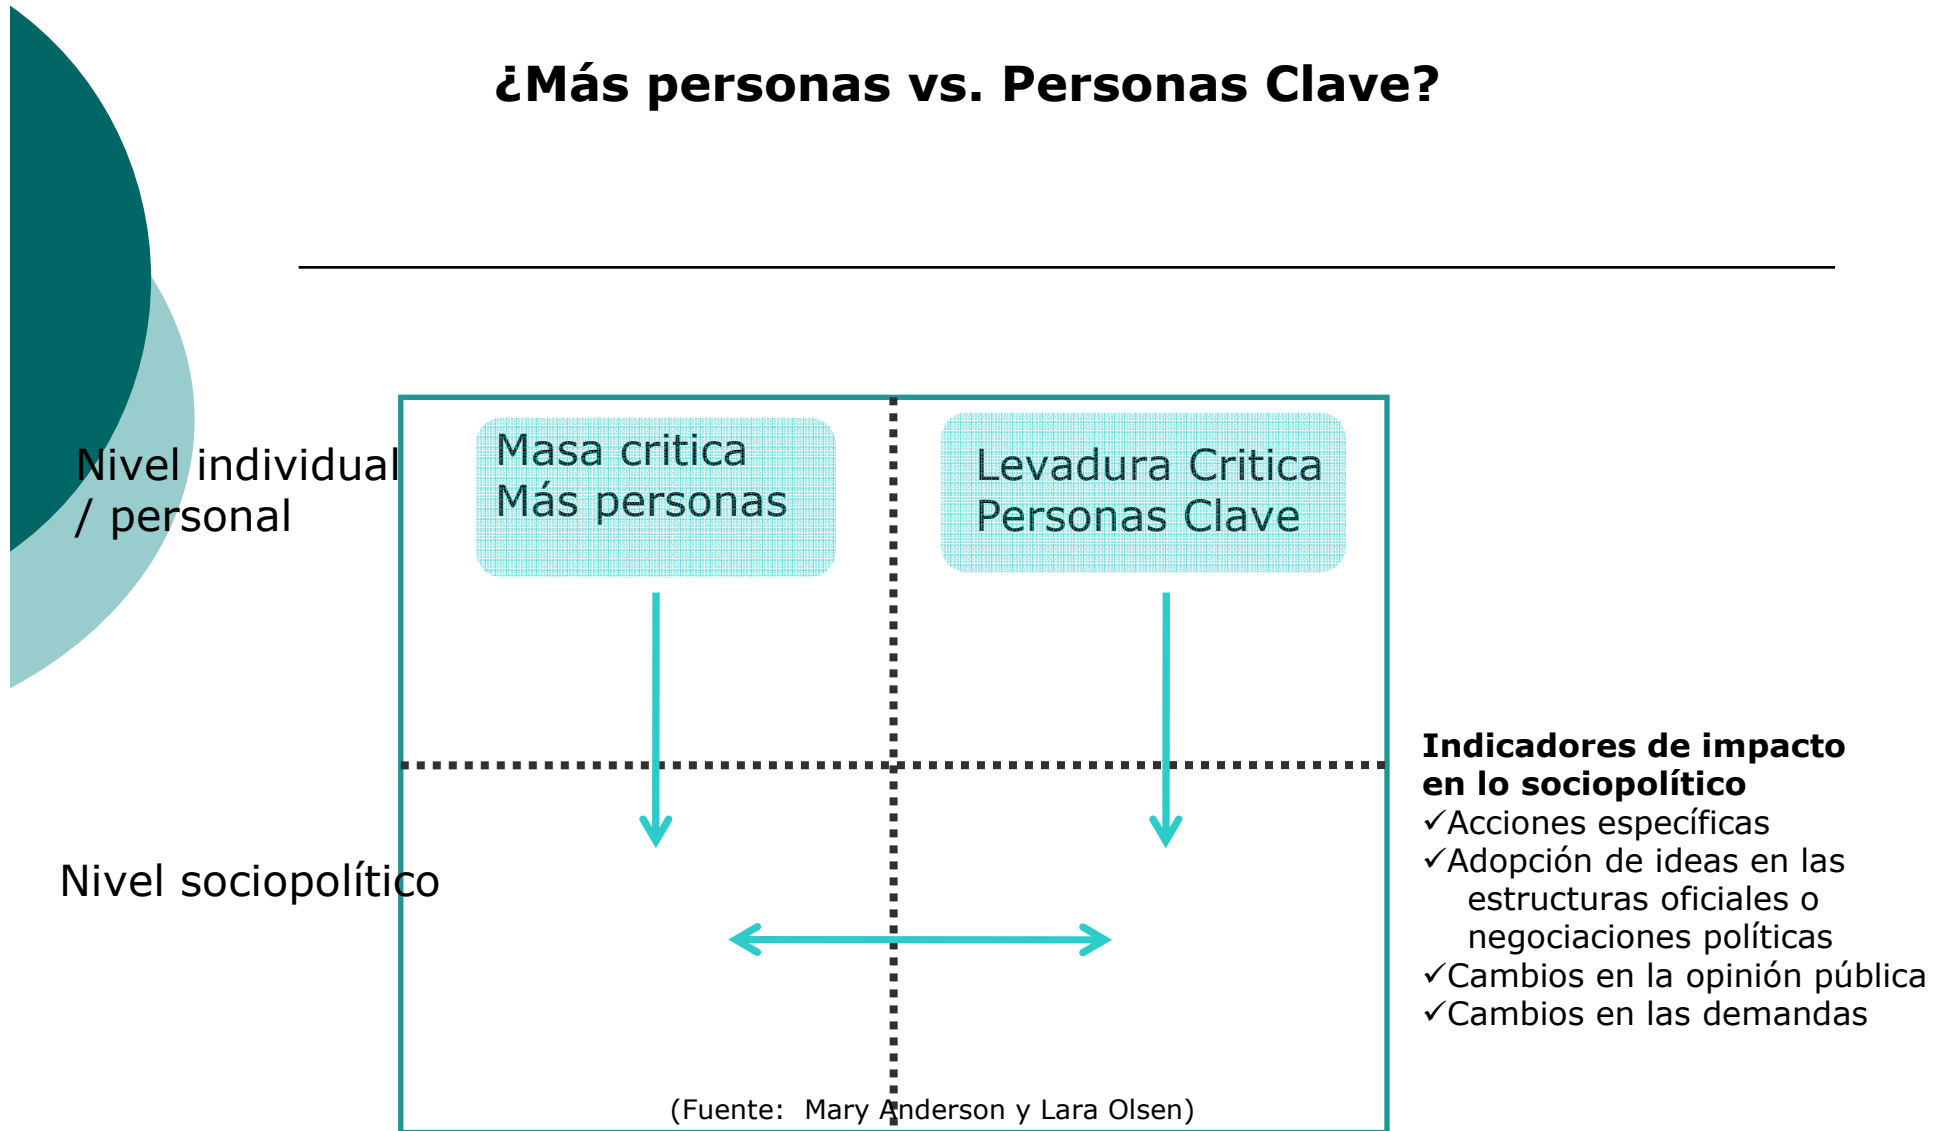 ¿Más personas vs. Personas Clave?
Nivel individual
/ personal
Masa critica
Más personas
Levadura Critica
Personas Clave
Nivel sociopolítico
Indicadores de impacto
en lo sociopolítico
✓Acciones específicas
✓Adopción de ideas en las
estructuras oficiales o
negociaciones políticas
✓Cambios en la opinión pública
✓Cambios en las demandas
(Fuente: Mary Anderson y Lara Olsen)